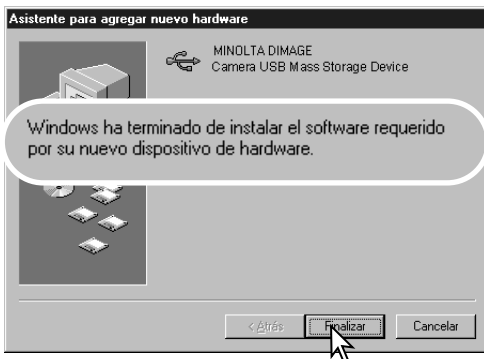 Asistente para agregar nuevo hardware
MINOLTA DIMAGE
Camera USB Mass Storage Device
Windows ha terminado de instalar el software requerido
por su nuevo dispositivo de hardware.
< Atrás
Finalizar
Cancelar